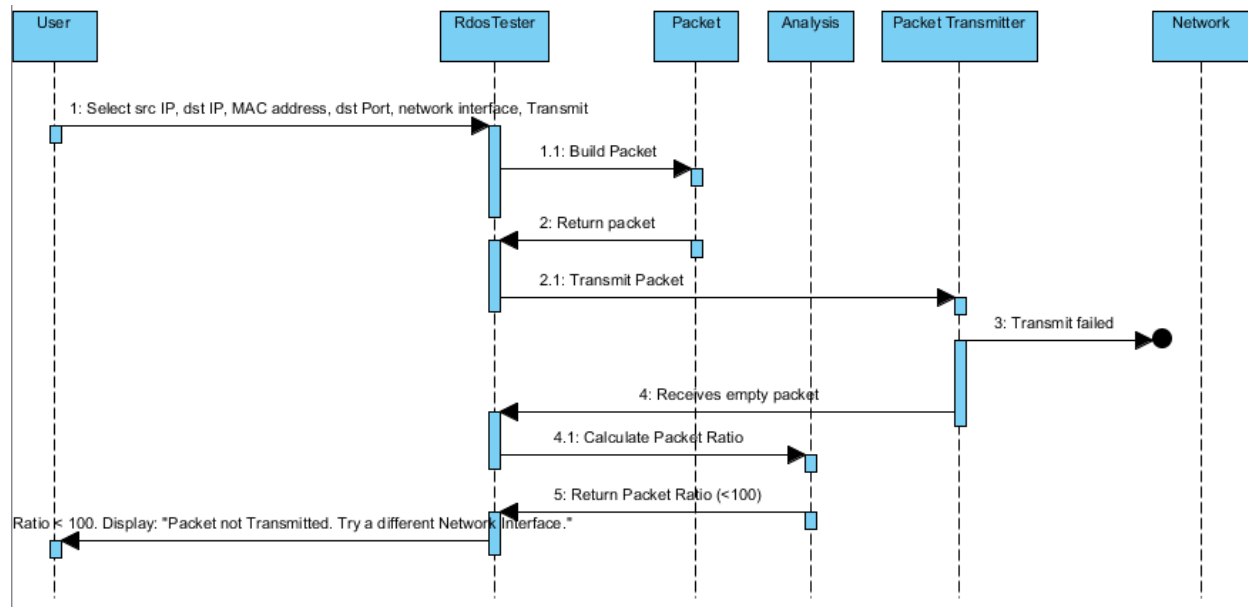 User
RdosTester
Packet
Analysis
Packet Transmitter
Network
1: Select src IP, dst IP, MAC address, dst Port, network interface, Transmit
1.1: Build Packet
2: Return packet
2.1: Transmit Packet
3: Transmit failed
4: Receives empty packet
4.1: Calculate Packet Ratio
5: Return Packet Ratio (<100)
Ratio < 100. Display: "Packet not Transmitted. Try a different Network Interface."